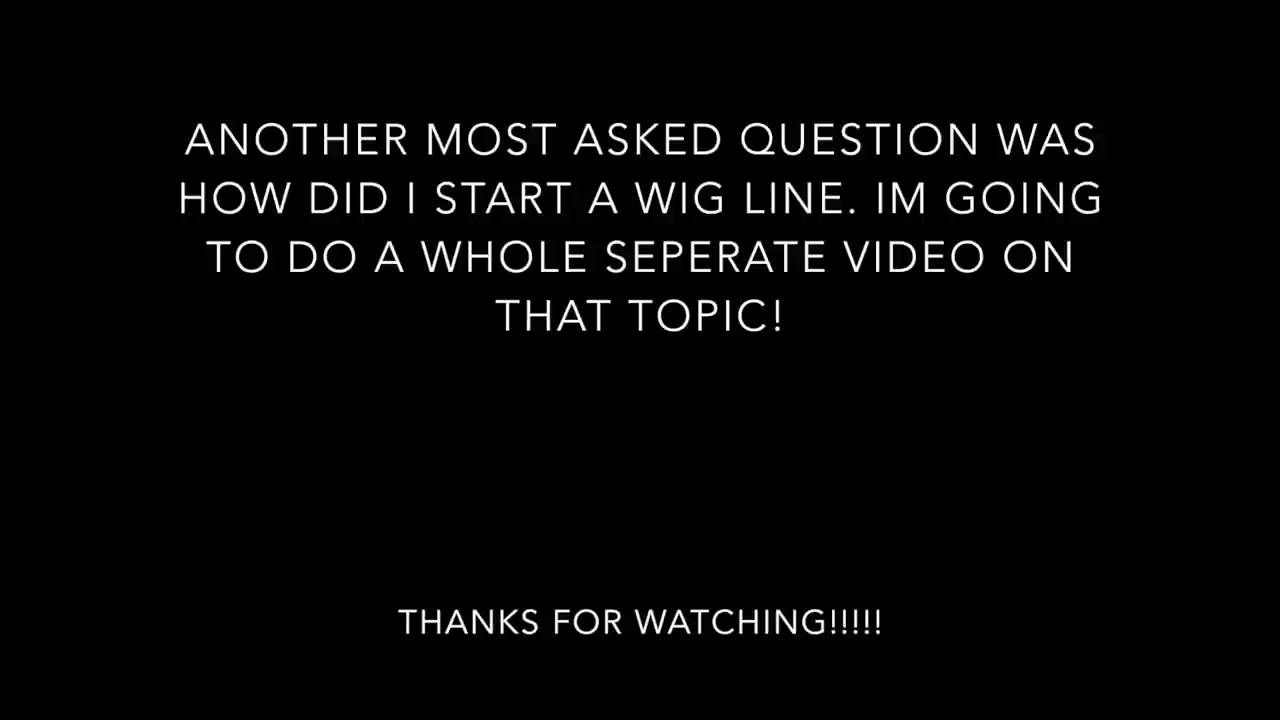 ANOTHER MOST ASKED QUESTION WAS
HOW DID I START A WIG LINE. IM GOING
TO DO A WHOLE SEPERATE VIDEO ON
THAT TOPIC!
THANKS FOR WATCHING!!!!!